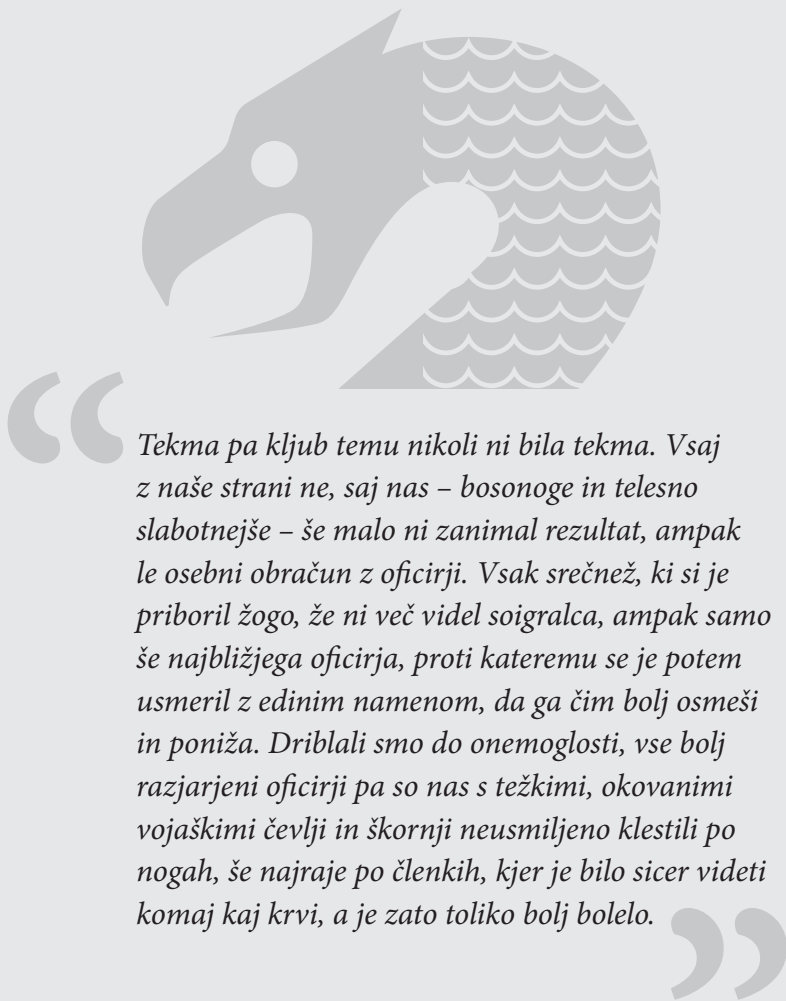 “
Tekma pa kljub temu nikoli ni bila tekma. Vsaj
z naše strani ne, saj nas – bosonoge in telesno
slabotnejše – še malo ni zanimal rezultat, ampak
le osebni obračun z oficirji. Vsak srečnež, ki si je
priboril žogo, že ni več videl soigralca, ampak samo
še najbližjega oficirja, proti kateremu se je potem
usmeril z edinim namenom, da ga čim bolj osmeši
in poniža. Driblali smo do onemoglosti, vse bolj
razjarjeni oficirji pa so nas s težkimi, okovanimi
vojaškimi čevlji in škornji neusmiljeno klestili po
nogah, še najraje po členkih, kjer je bilo sicer videti
komaj kaj krvi, a je zato toliko bolj bolelo.
”